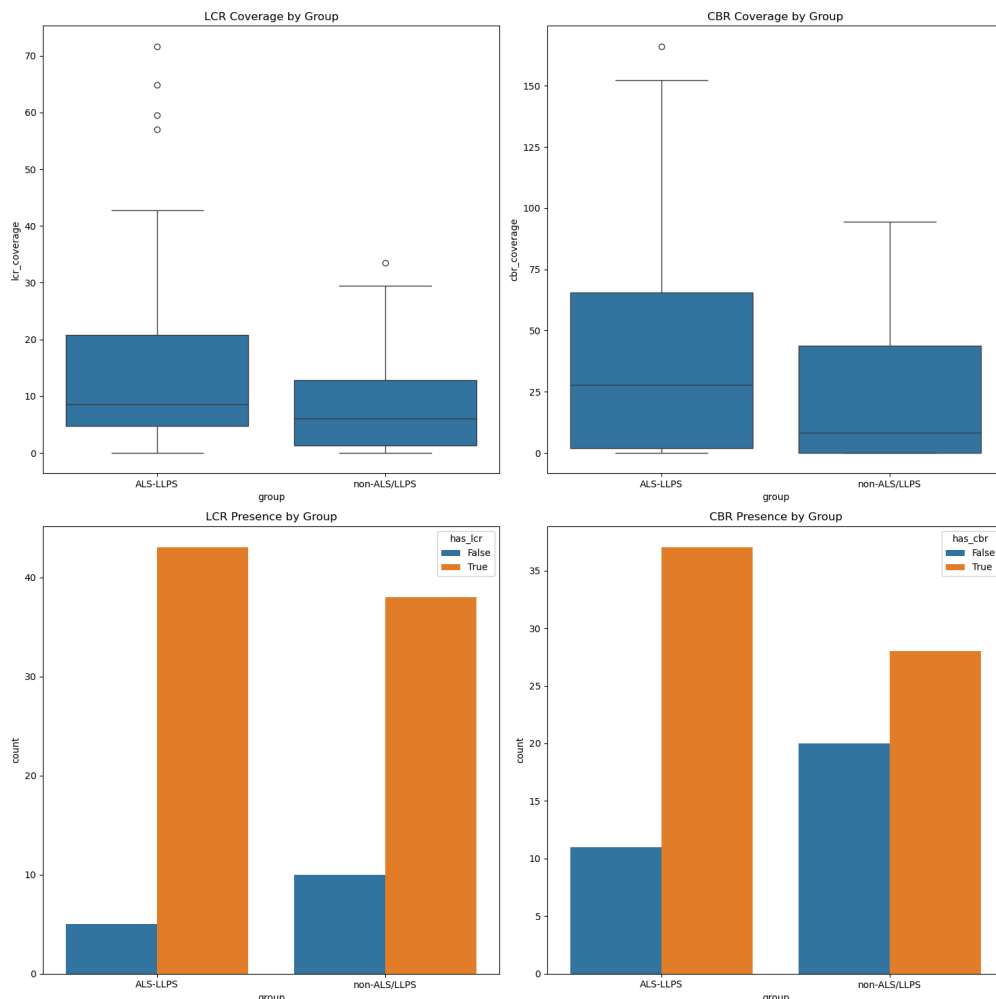 LCR Coverage by Group
70
60
50
40
30
20
10
0
lcr_coverage
ALS-LLPS
non-ALS/LLPS
group
CBR Coverage by Group
150
125
100
75
50
25
0
cbr_coverage
ALS-LLPS
non-ALS/LLPS
group
LCR Presence by Group
has_lcr
False
True
40
30
20
10
0
count
ALS-LLPS
non-ALS/LLPS
group
CBR Presence by Group
has_cbr
False
True
35
30
25
20
15
10
5
0
count
ALS-LLPS
non-ALS/LLPS
group